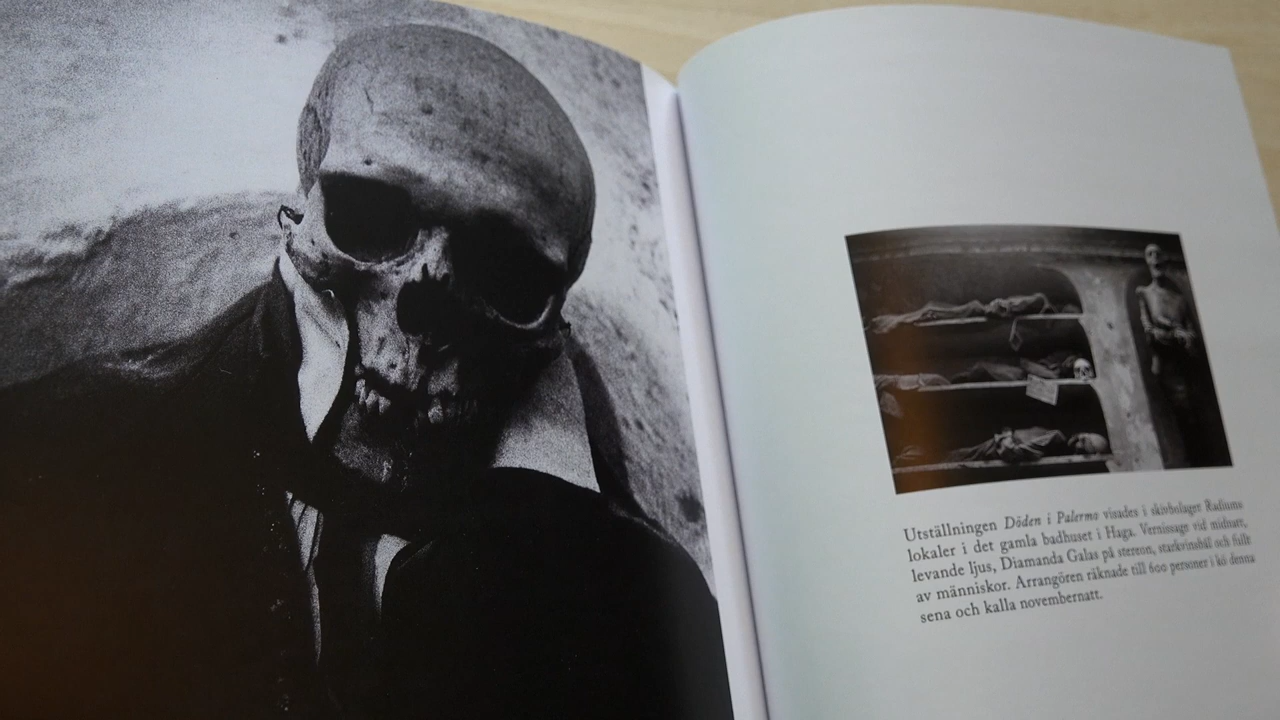 Utställningen Döden i Palermo visades i skivbolaget Radiums
lokaler i det gamla badhuset i Haga. Vernissage vid midnatt,
levande ljus, Diamanda Galas på stereon, starkvinsbål och fullt
av människor. Arrangören räknade till 600 personer i kö denna
sena och kalla novembernatt.